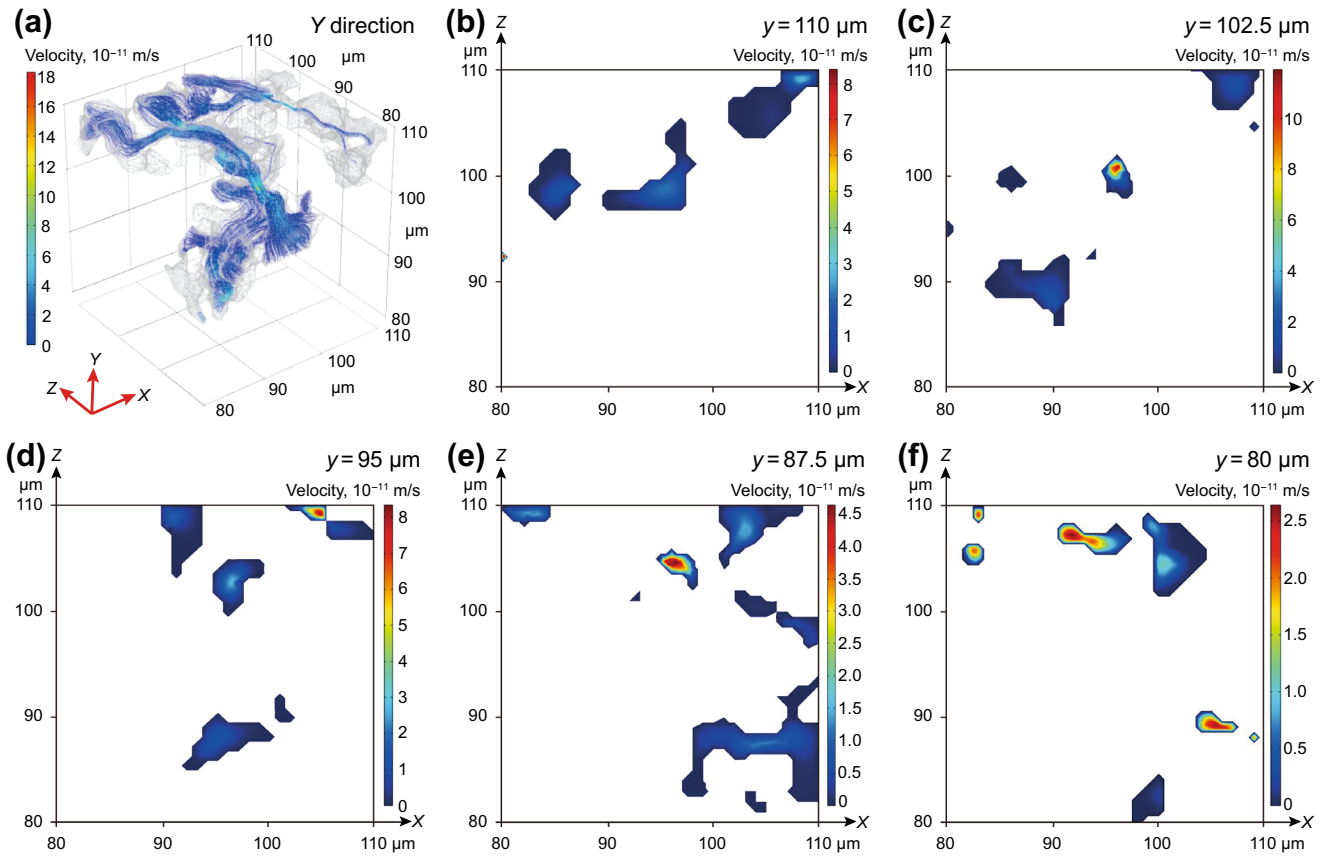 (a)
Y direction
Velocity, 10⁻¹¹ m/s
18
16
14
12
10
8
6
4
2
0
110
100
90
80
μm
110
100
μm
90
80
110
100
μm
90
80
Y
Z
X
(b)
Z
y = 110 μm
μm
Velocity, 10⁻¹¹ m/s
110
100
90
80
8
7
6
5
4
3
2
1
0
X
80
90
100
110 μm
(c)
Z
y = 102.5 μm
μm
Velocity, 10⁻¹¹ m/s
110
100
90
80
10
8
6
4
2
0
X
80
90
100
110 μm
(d)
Z
y = 95 μm
μm
Velocity, 10⁻¹¹ m/s
110
100
90
80
8
7
6
5
4
3
2
1
0
X
80
90
100
110 μm
(e)
Z
y = 87.5 μm
μm
Velocity, 10⁻¹¹ m/s
110
100
90
80
4.5
4.0
3.5
3.0
2.5
2.0
1.5
1.0
0.5
0
X
80
90
100
110 μm
(f)
Z
y = 80 μm
μm
Velocity, 10⁻¹¹ m/s
110
100
90
80
2.5
2.0
1.5
1.0
0.5
0
X
80
90
100
110 μm